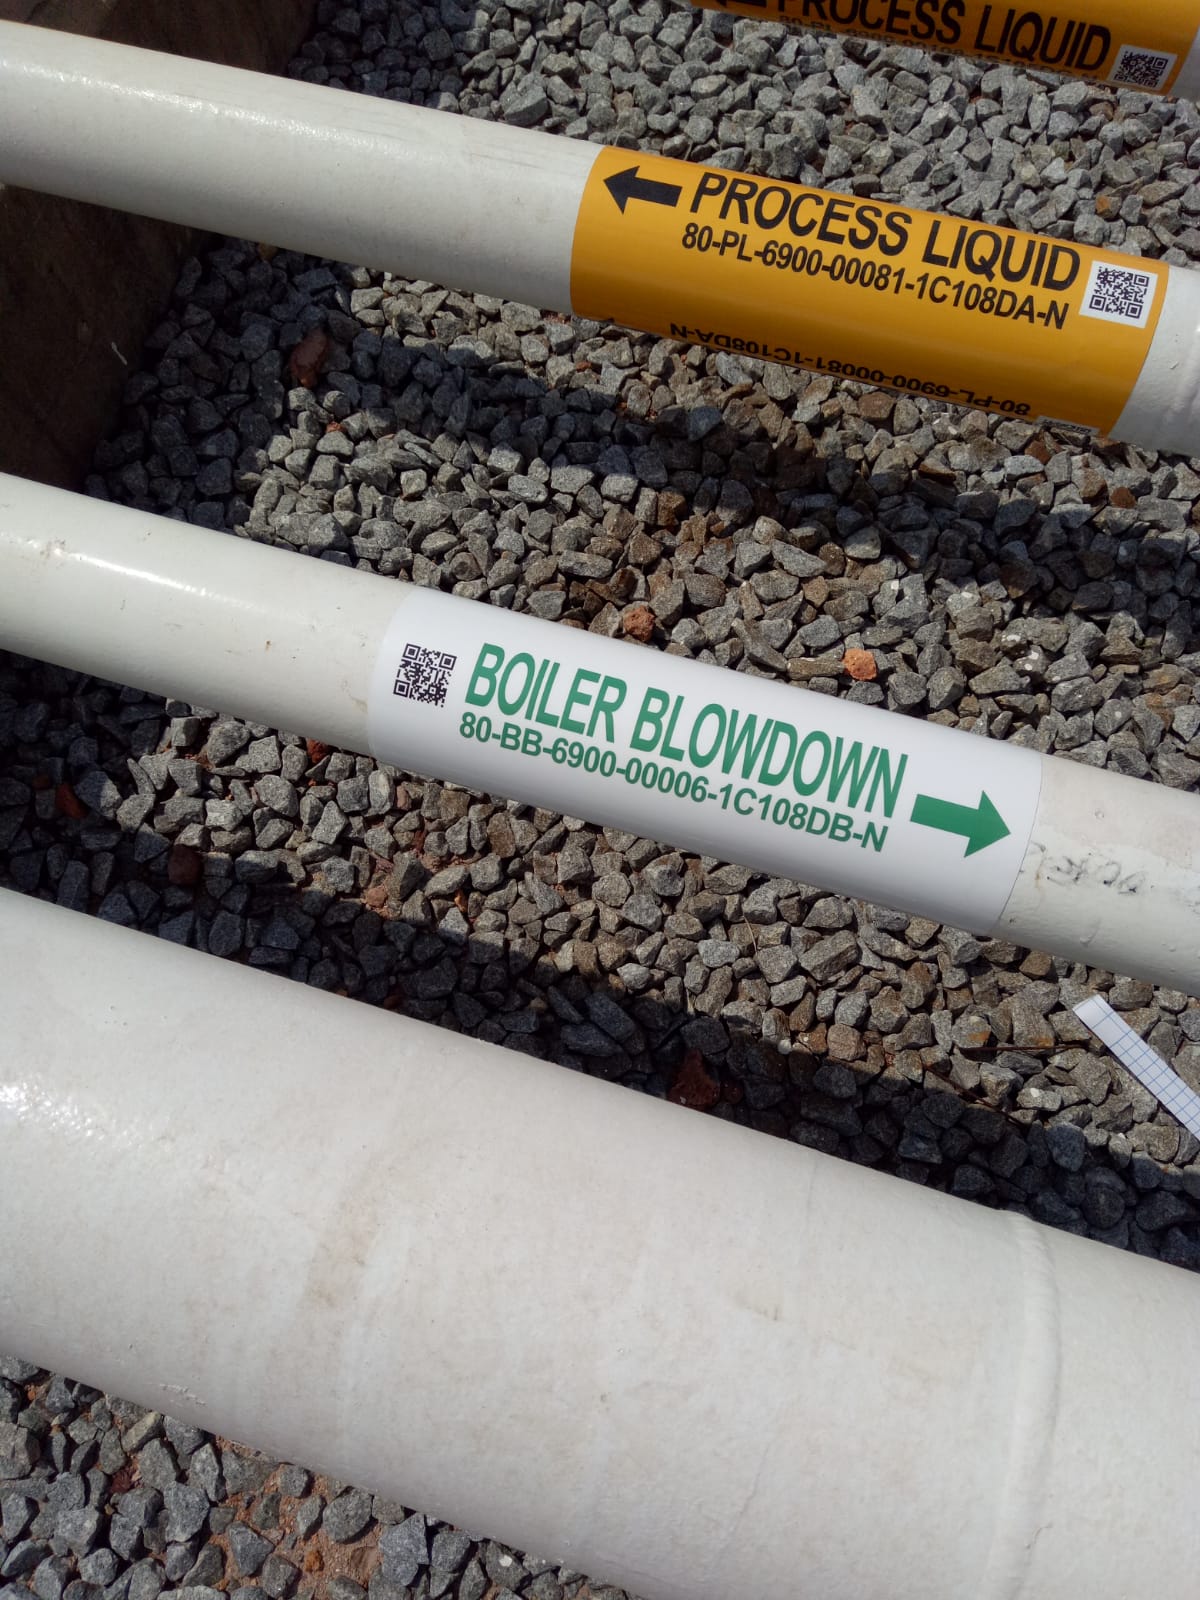 PROCESS LIQUID
PROCESS LIQUID
80-PL-6900-00081-1C108DA-N
80-PL-6900-00081-1C108DA-N
BOILER BLOWDOWN
80-BB-6900-00006-1C108DB-N